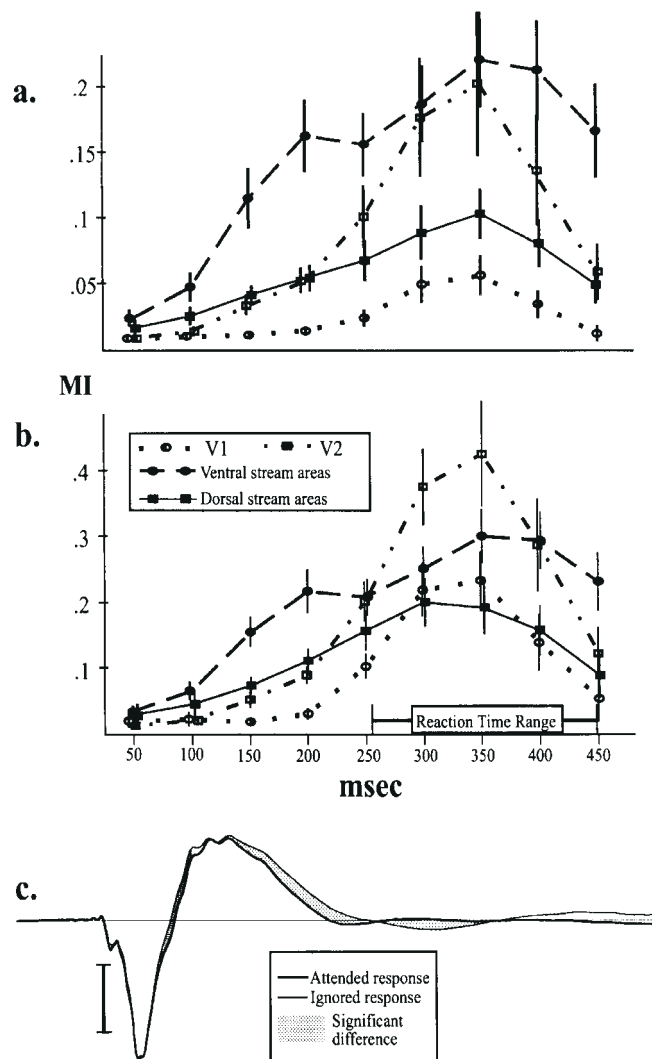 a.
.2
.15
.1
.05
MI
b.
V1 V2
Ventral stream areas
Dorsal stream areas
.4
.3
.2
.1
Reaction Time Range
50 100 150 200 250 300 350 400 450
msec
c.
Attended response
Ignored response
Significant
difference